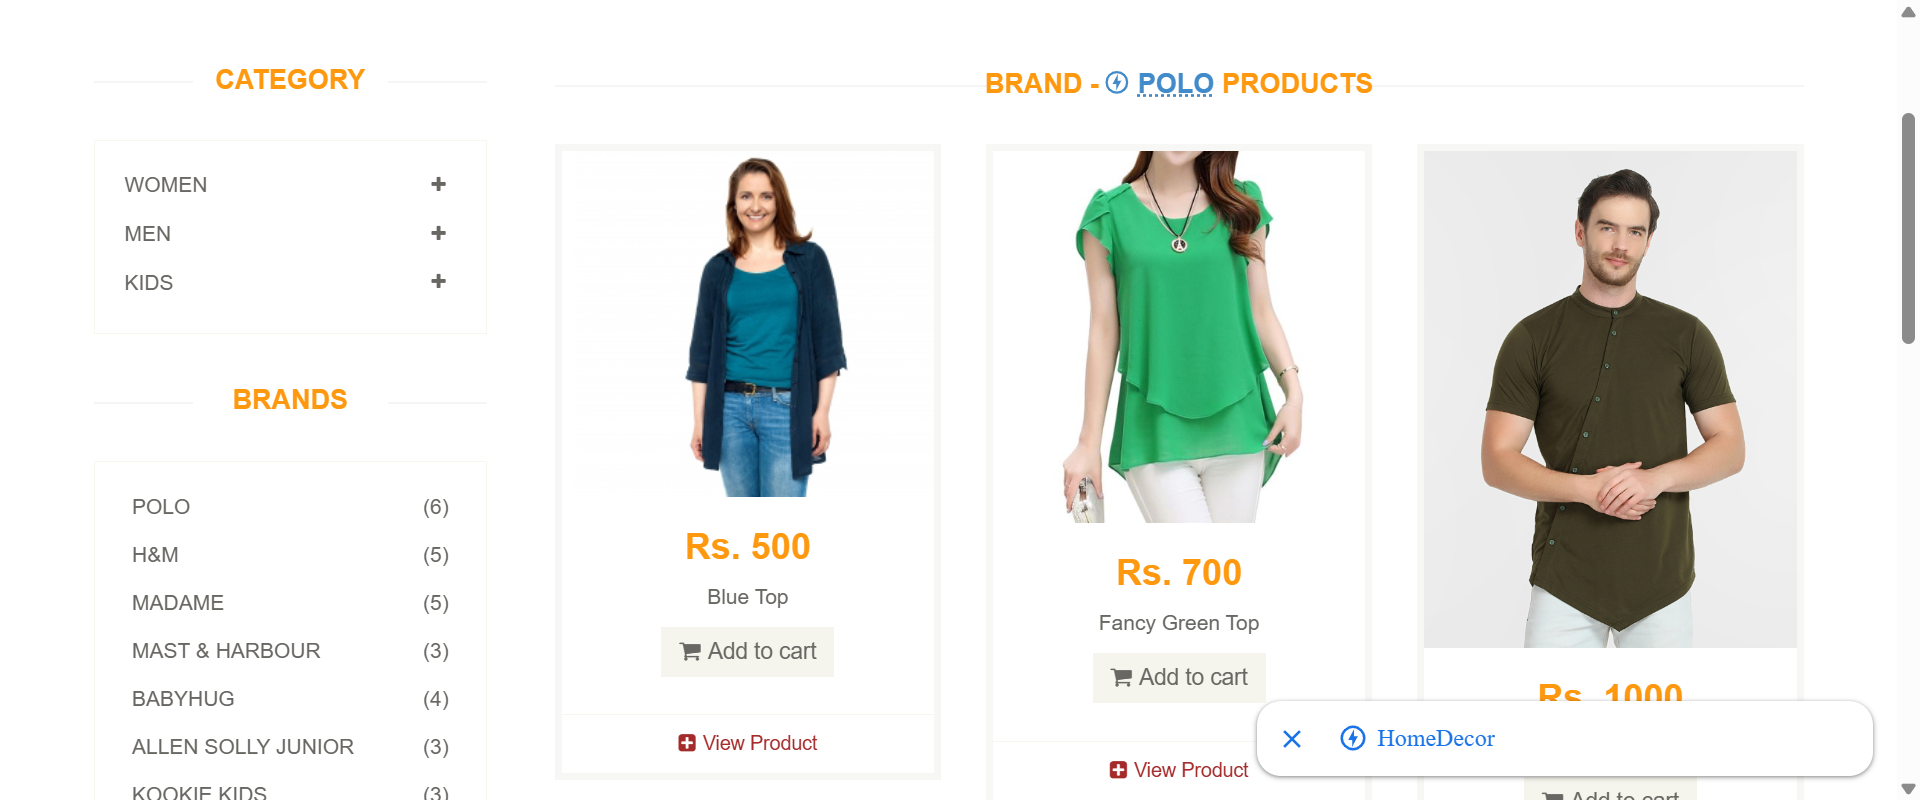 CATEGORY
WOMEN
MEN
KIDS
BRANDS
POLO (6)
H&M (5)
MADAME (5)
MAST & HARBOUR (3)
BABYHUG (4)
ALLEN SOLLY JUNIOR (3)
KOOKIE KIDS (3)
BRAND - POLO PRODUCTS
Rs. 500
Blue Top
Add to cart
View Product
Rs. 700
Fancy Green Top
Add to cart
View Product
Rs. 1000
Add to cart
HomeDecor